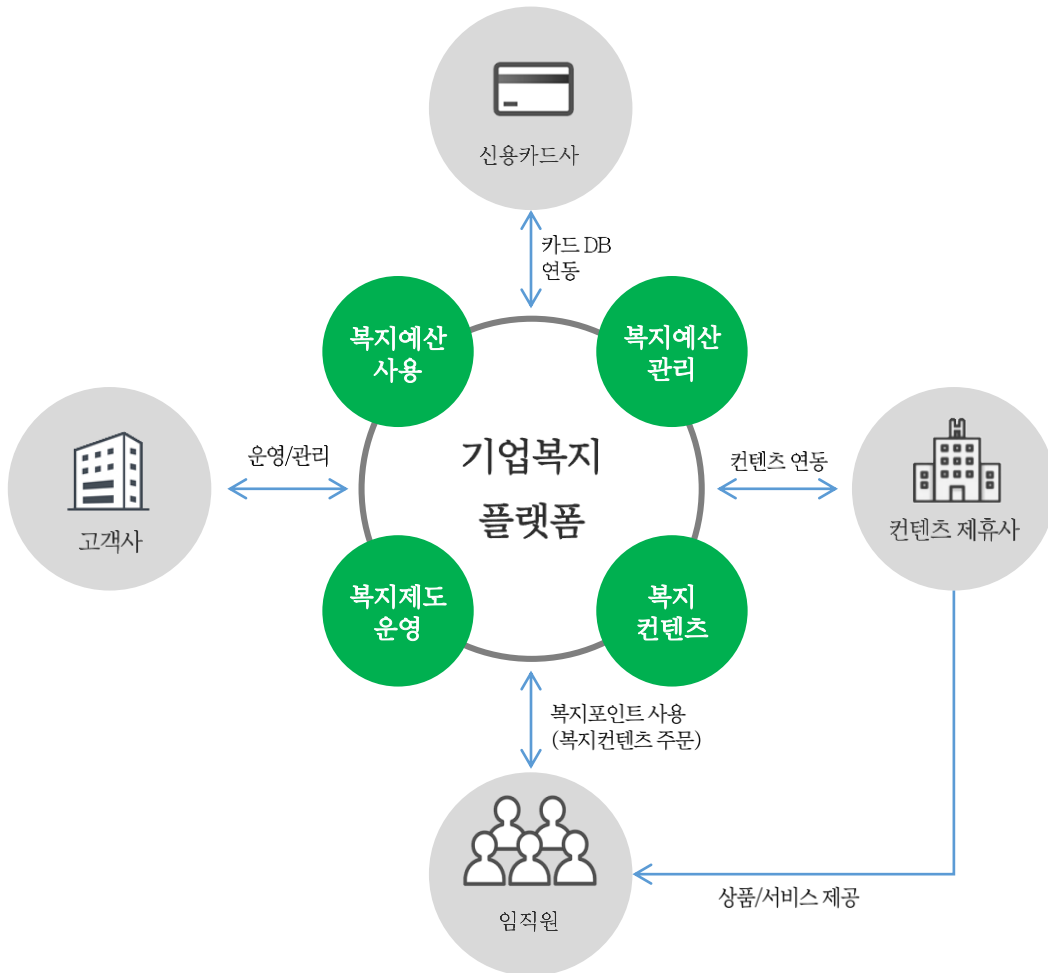 신용카드사
카드 DB
연동
복지예산
사용
복지예산
관리
기업복지
플랫폼
운영/관리
고객사
컨텐츠 연동
컨텐츠 제휴사
복지제도
운영
복지
컨텐츠
복지포인트 사용
(복지컨텐츠 주문)
임직원
상품/서비스 제공